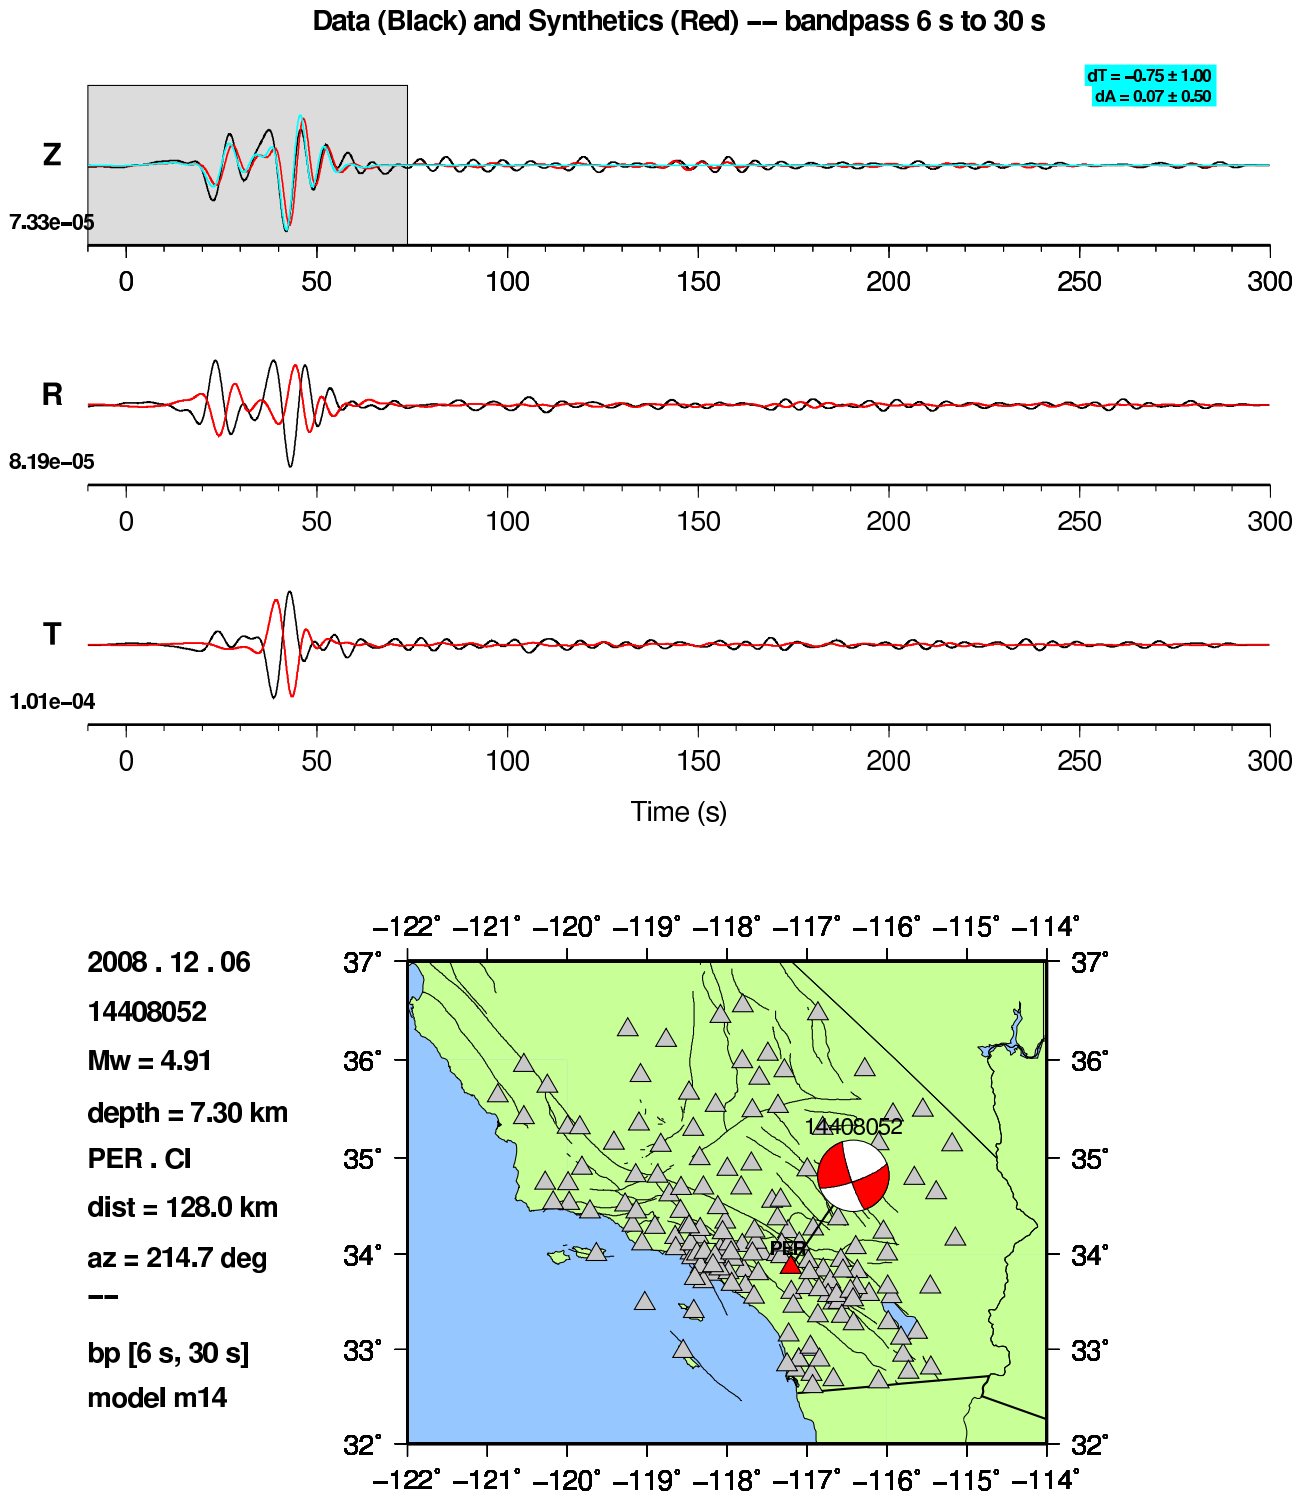 Data (Black) and Synthetics (Red) −− bandpass 6 s to 30 s
dT = −0.75 ± 1.00
dA = 0.07 ± 0.50
Z
7.33e−05
0 50 100 150 200 250 300
R
8.19e−05
0 50 100 150 200 250 300
T
1.01e−04
0 50 100 150 200 250 300
Time (s)
−122° −121° −120° −119° −118° −117° −116° −115° −114°
2008 . 12 . 06
14408052
Mw = 4.91
depth = 7.30 km
PER . CI
dist = 128.0 km
az = 214.7 deg
−−
bp [6 s, 30 s]
model m14
37° 37°
36° 36°
14408052
35° 35°
PER
34° 34°
33° 33°
32° 32°
−122° −121° −120° −119° −118° −117° −116° −115° −114°